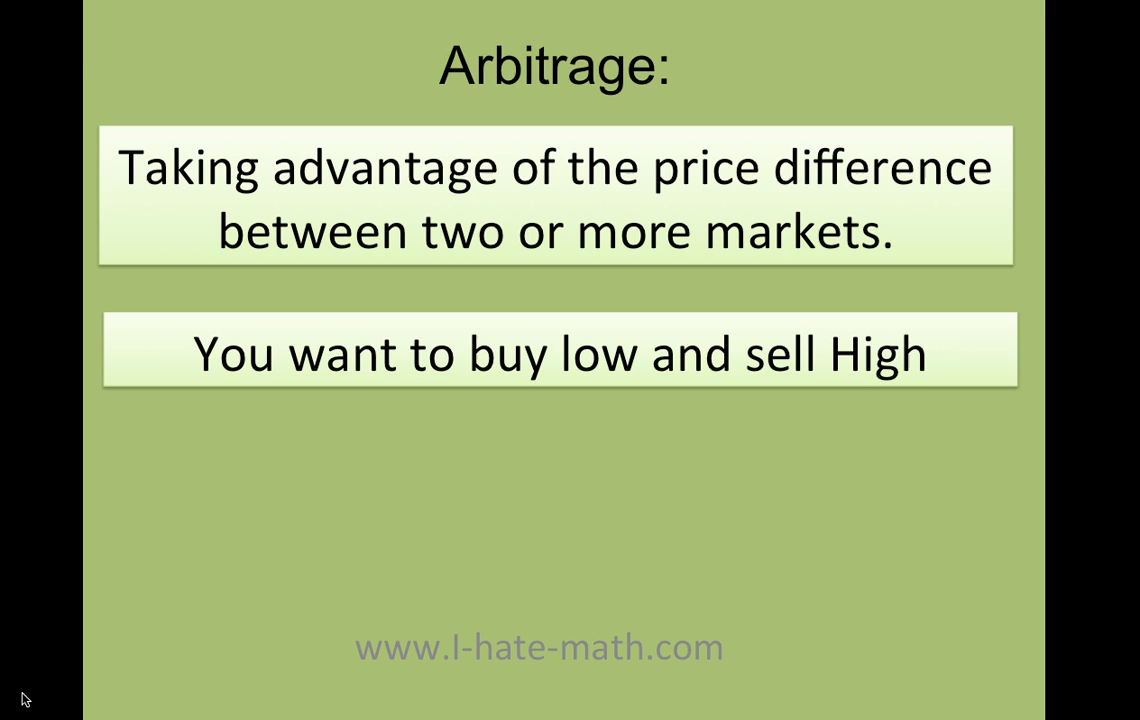 Arbitrage:
Taking advantage of the price difference
between two or more markets.
You want to buy low and sell High
www.I-hate-math.com